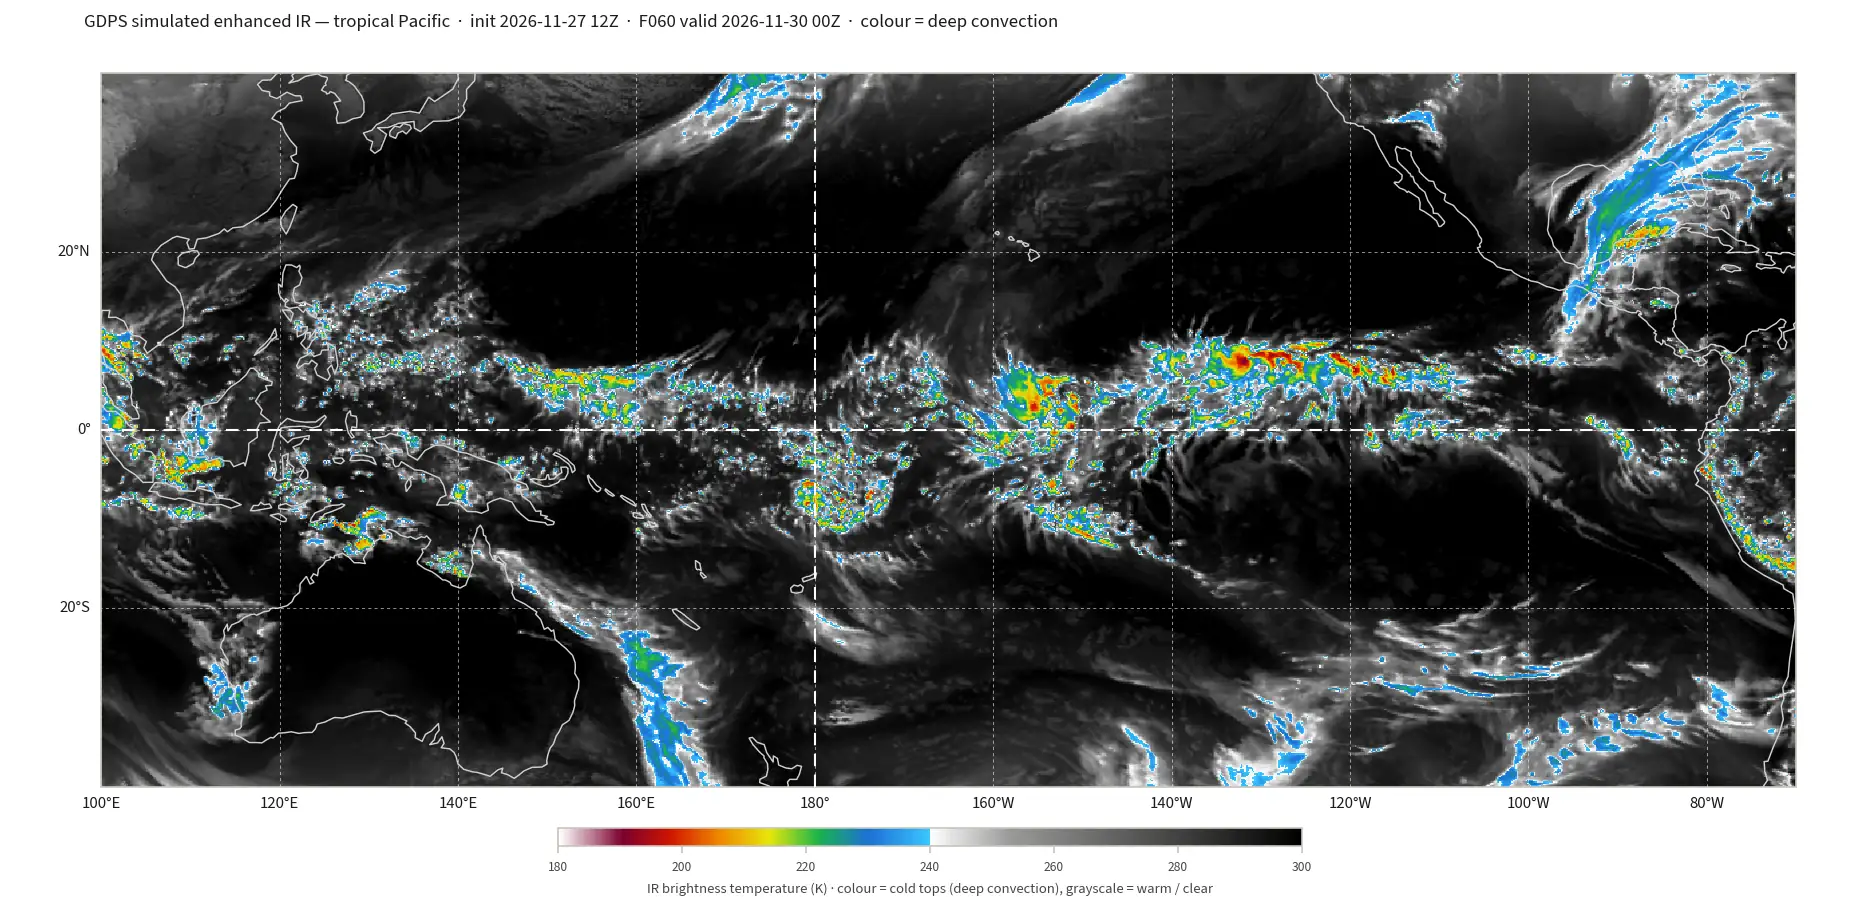 GDPS simulated enhanced IR — tropical Pacific · init 2026-11-27 12Z · F060 valid 2026-11-30 00Z · colour = deep convection
20°N
0°
20°S
100°E 120°E 140°E 160°E 180° 160°W 140°W 120°W 100°W 80°W
180 200 220 240 260 280 300
IR brightness temperature (K) · colour = cold tops (deep convection), grayscale = warm / clear